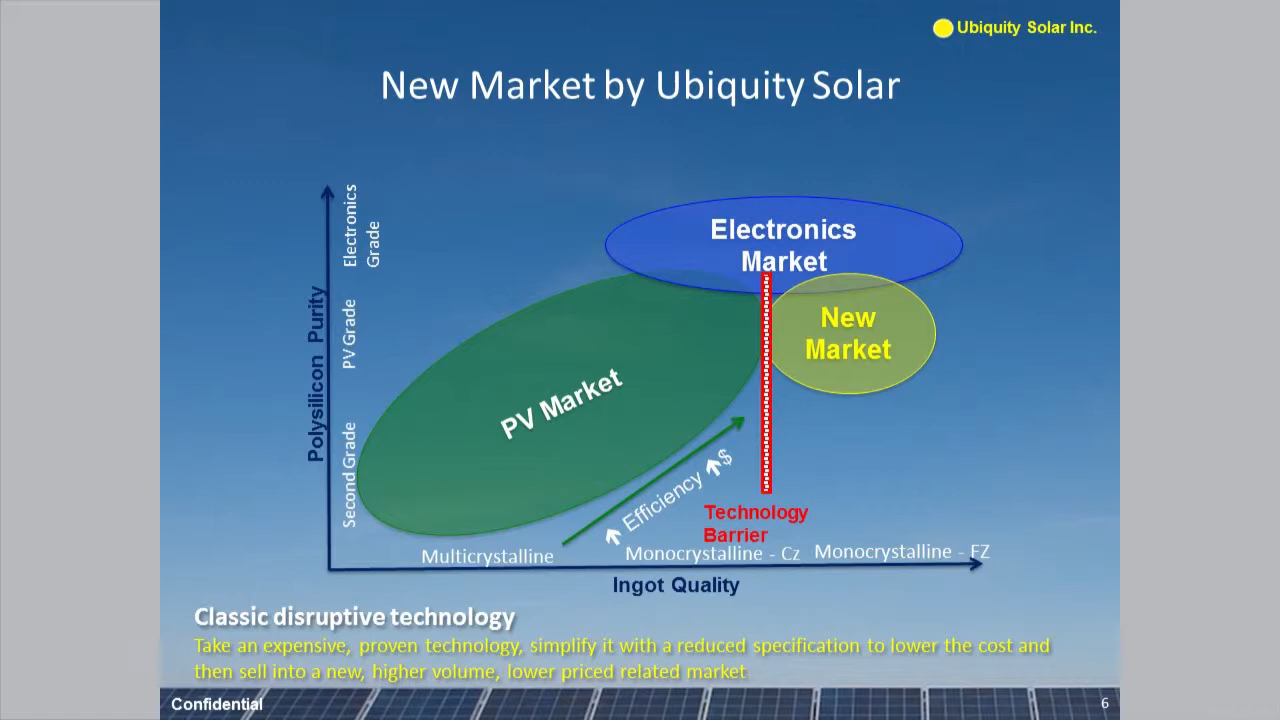 Ubiquity Solar Inc.
New Market by Ubiquity Solar
Polysilicon Purity
Electronics
Grade
PV Grade
Second Grade
Electronics
Market
New
Market
PV Market
Efficiency $
Technology
Barrier
Multicrystalline
Monocrystalline - Cz
Monocrystalline - FZ
Ingot Quality
Classic disruptive technology
Take an expensive, proven technology, simplify it with a reduced specification to lower the cost and
then sell into a new, higher volume, lower priced related market
Confidential
6